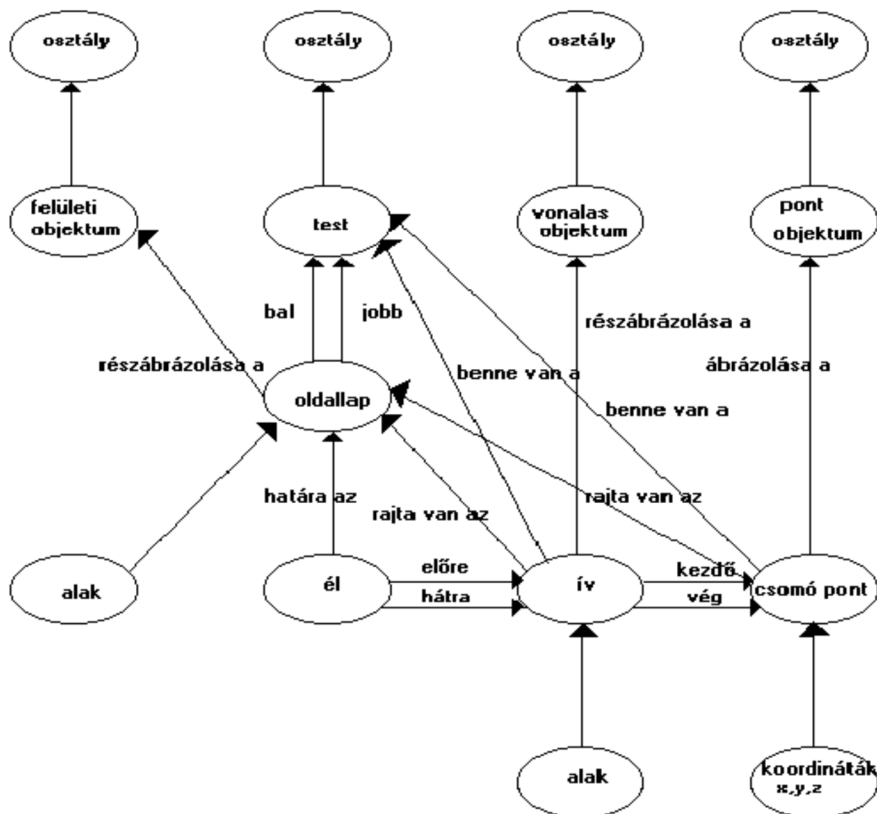 osztály
osztály
osztály
osztály
felületi
objektum
test
vonalas
objektum
pont
objektum
bal
jobb
részábrázolása a
részábrázolása a
benne van a
ábrázolása a
oldallap
benne van a
határa az
rajta van az
rajta van az
alak
él
előre
hátra
ív
kezdő
vég
csomó pont
alak
koordináták
x,y,z